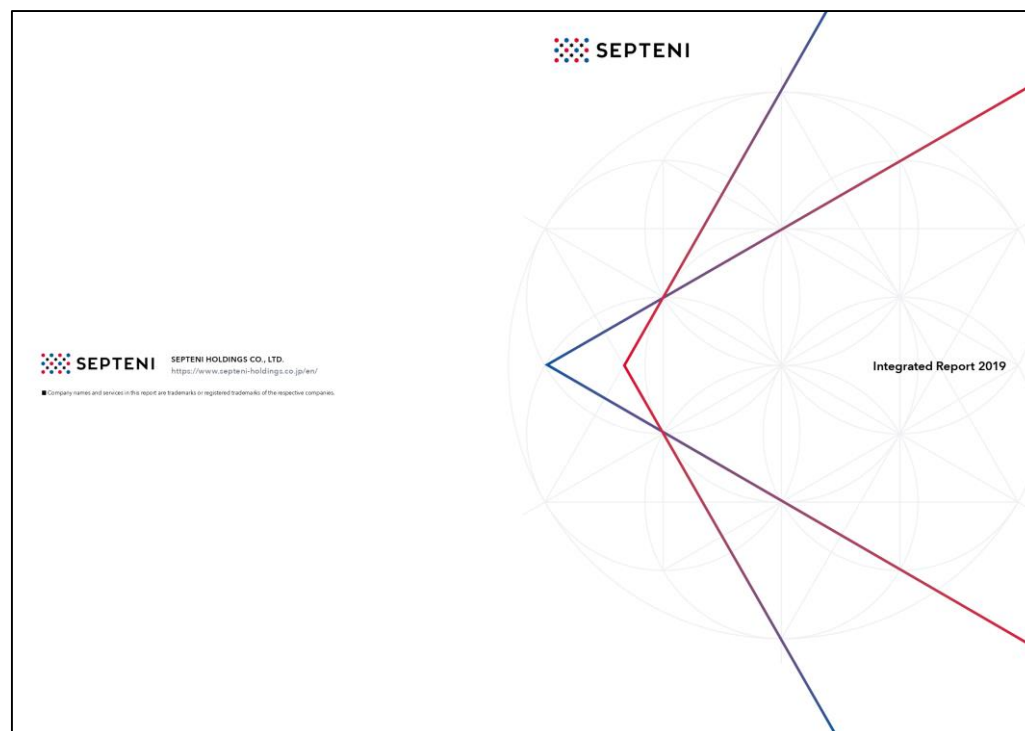 SEPTENI
Integrated Report 2019
SEPTENI
SEPTENI HOLDINGS CO., LTD.
https://www.septeni-holdings.co.jp/en/
■ Company names and services in this report are trademarks or registered trademarks of the respective companies.